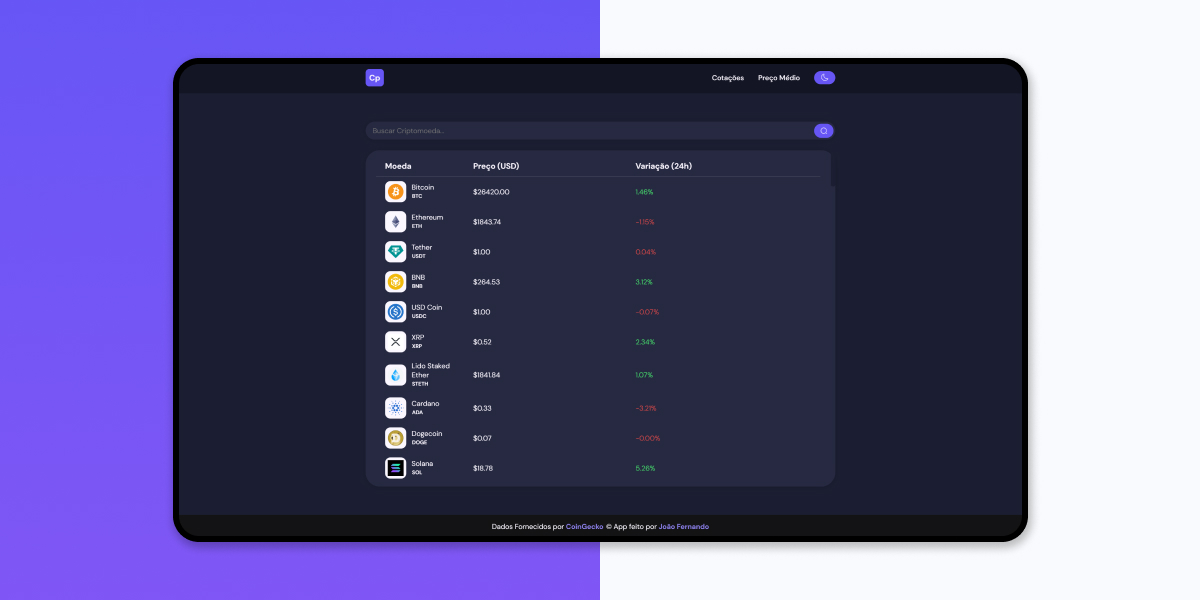 Cp
Cotações Preço Médio
Buscar Criptomoeda...
Moeda Preço (USD) Variação (24h)
Bitcoin
BTC
$26420.00 1.46%
Ethereum
ETH
$1843.74 -1.15%
Tether
USDT
$1.00 0.04%
BNB
BNB
$264.53 3.12%
USD Coin
USDC
$1.00 -0.07%
XRP
XRP
$0.52 2.34%
Lido Staked
Ether
STETH
$1841.84 1.07%
Cardano
ADA
$0.33 -3.21%
Dogecoin
DOGE
$0.07 -0.00%
Solana
SOL
$18.78 5.26%
Dados Fornecidos por CoinGecko © App feito por João Fernando